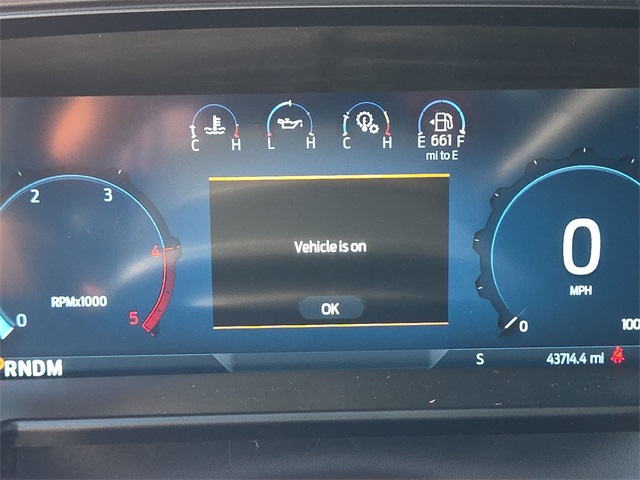 C H L H C H E 661 F
mi to E
2 3
4
5
0
RPMx1000
Vehicle is on
OK
0
MPH
0 100
PRNDM
S 43714.4 mi